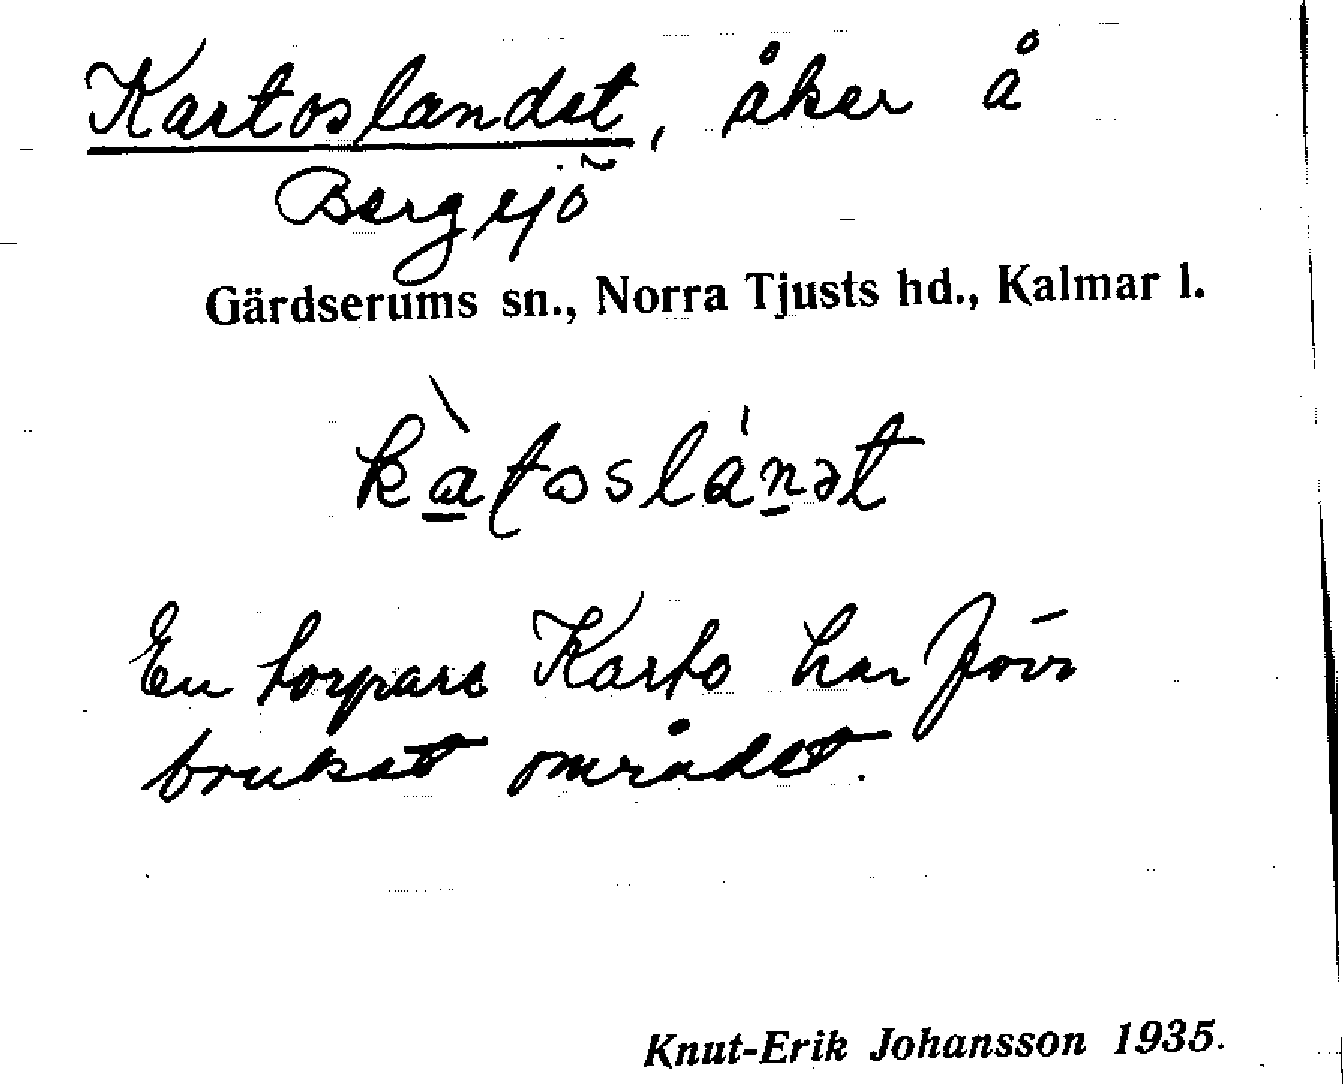 Kartoslandet, åker å
Bergsjö
Gärdserums sn., Norra Tjusts hd., Kalmar l.
kàtoslánət
En torpare Karto har förr
brukat området.
Knut-Erik Johansson 1935.